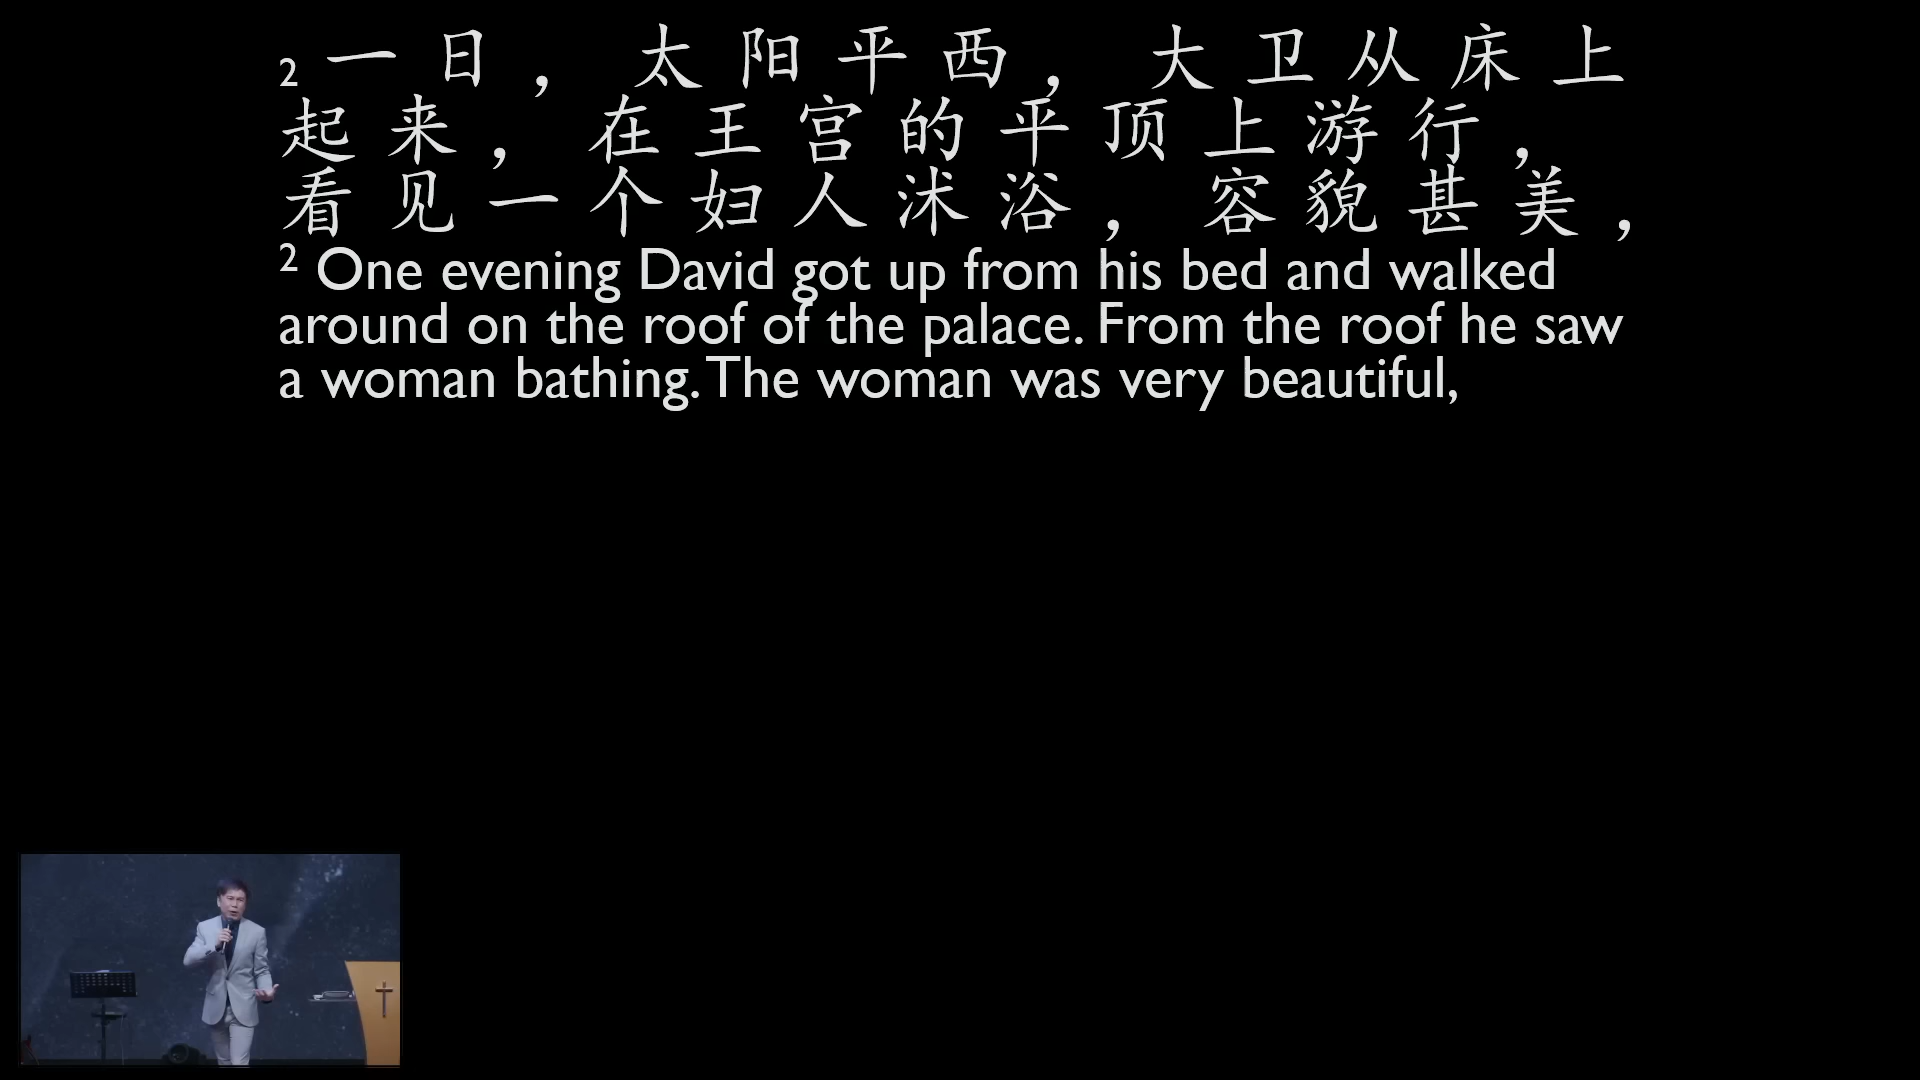 2 一日，太阳平西，大卫从床上
起来，在王宫的平顶上游行，
看见一个妇人沐浴，容貌甚美，
2 One evening David got up from his bed and walked
around on the roof of the palace. From the roof he saw
a woman bathing. The woman was very beautiful,